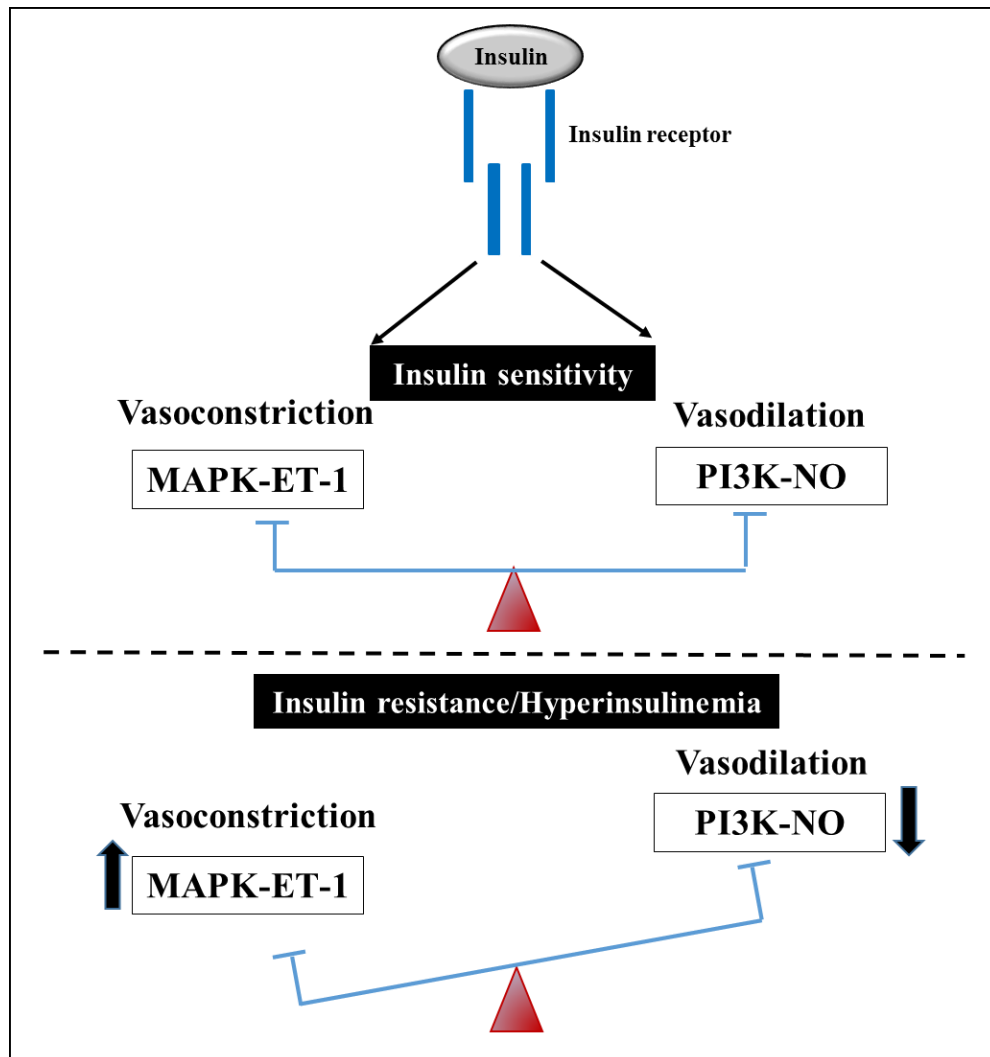 Insulin
Insulin receptor
Insulin sensitivity
Vasoconstriction
Vasodilation
MAPK-ET-1
PI3K-NO
Insulin resistance/Hyperinsulinemia
Vasodilation
PI3K-NO
Vasoconstriction
MAPK-ET-1